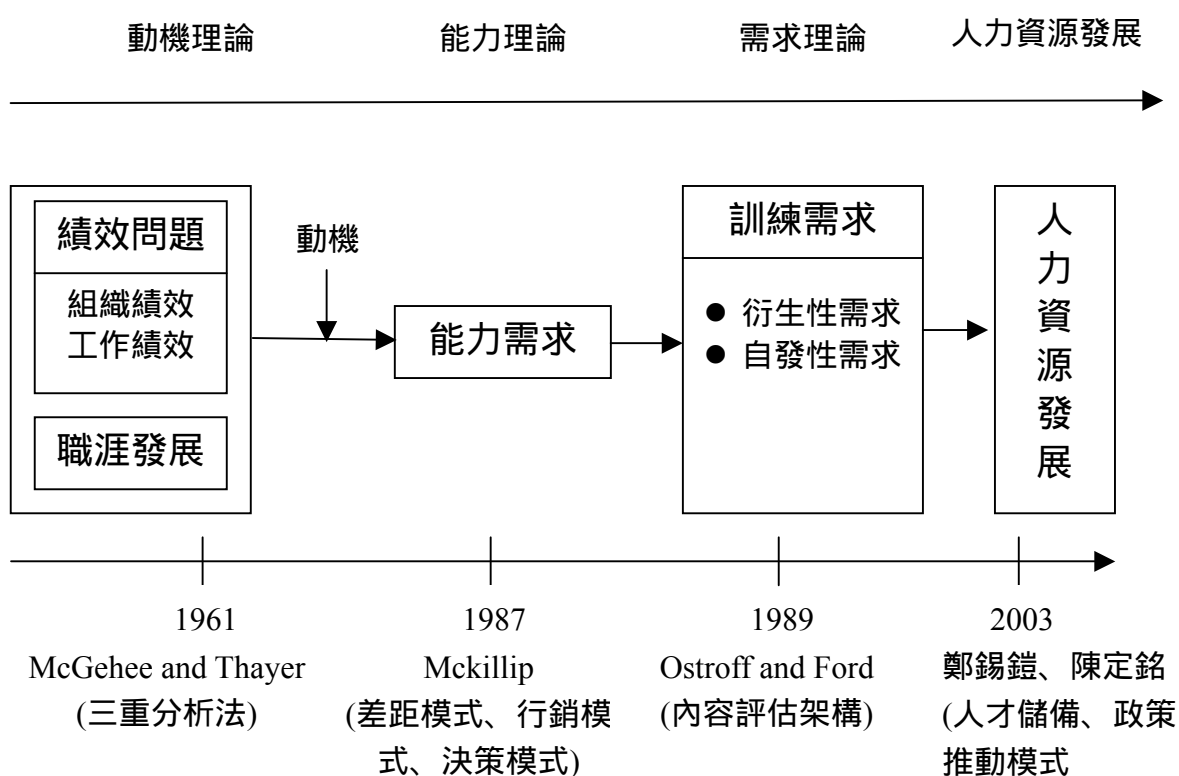 動機理論
能力理論
需求理論
人力資源發展
績效問題
組織績效
工作績效
職涯發展
動機
能力需求
訓練需求
● 衍生性需求
● 自發性需求
人
力
資
源
發
展
1961
McGehee and Thayer
(三重分析法)
1987
Mckillip
(差距模式、行銷模
式、決策模式)
1989
Ostroff and Ford
(內容評估架構)
2003
鄭錫鎧、陳定銘
(人才儲備、政策
推動模式